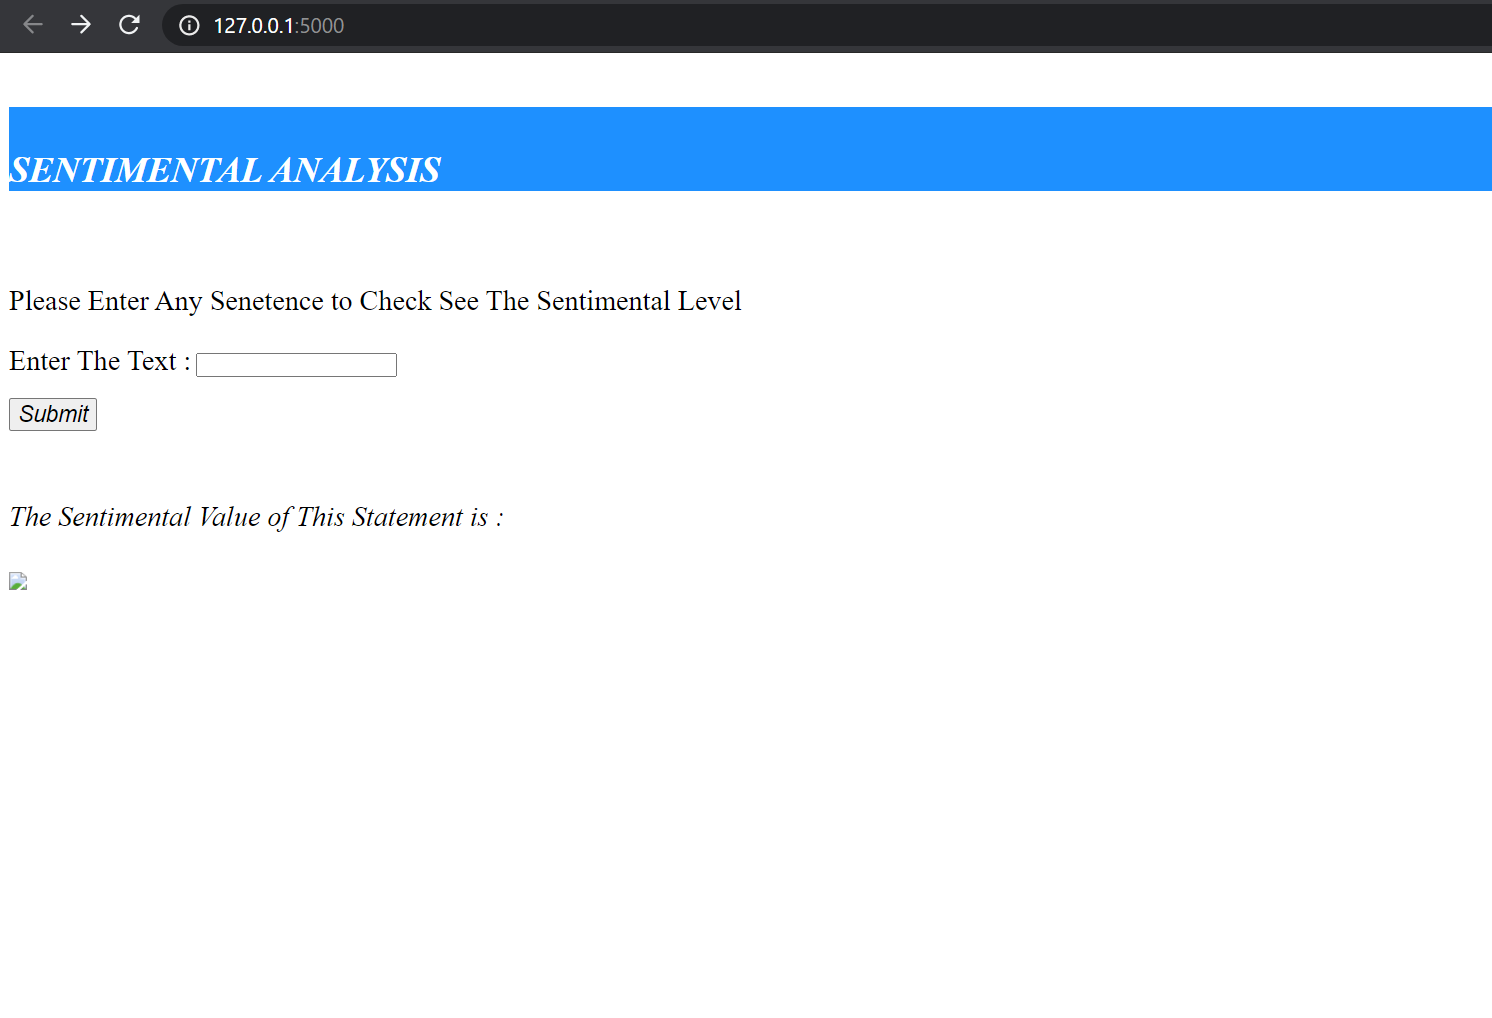 127.0.0.1:5000
SENTIMENTAL ANALYSIS
Please Enter Any Senetence to Check See The Sentimental Level
Enter The Text :
Submit
The Sentimental Value of This Statement is :